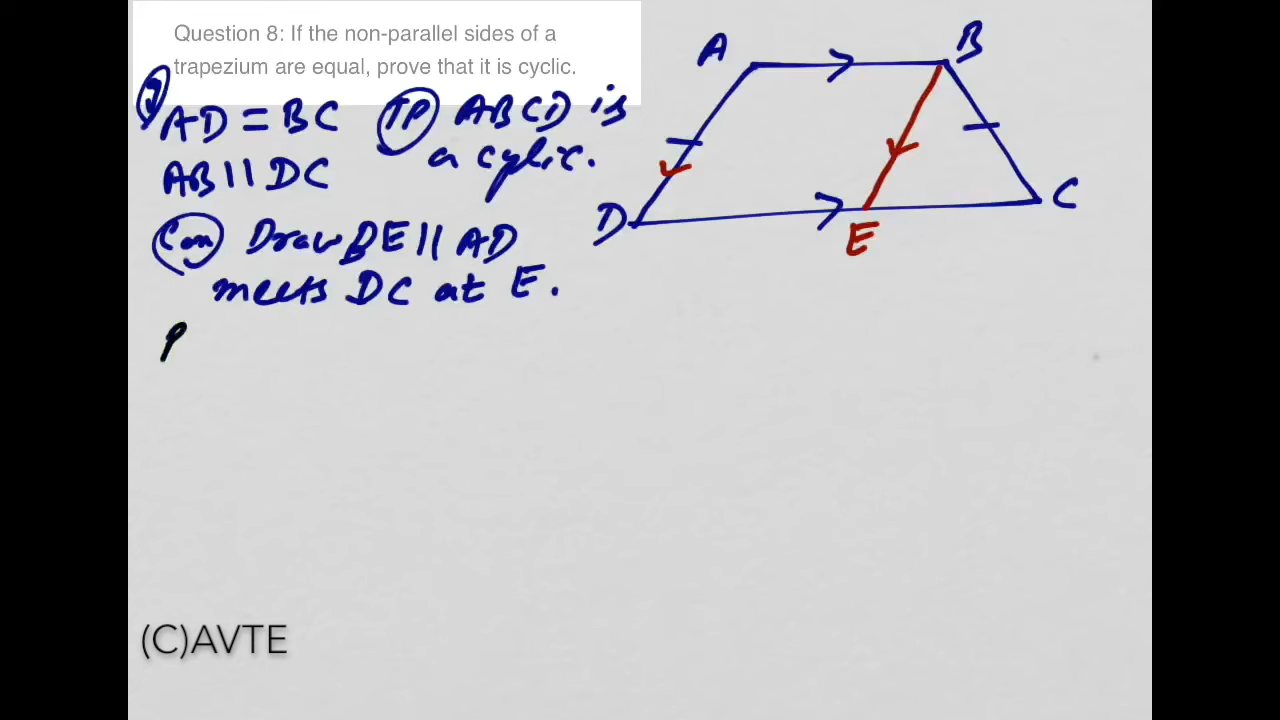 Question 8: If the non-parallel sides of a
trapezium are equal, prove that it is cyclic.
AD = BC
AB || DC
TP ABCD is
a cylic.
Con Draw BE || AD
meets DC at E.
P
A
B
D
E
C
(C)AVTE